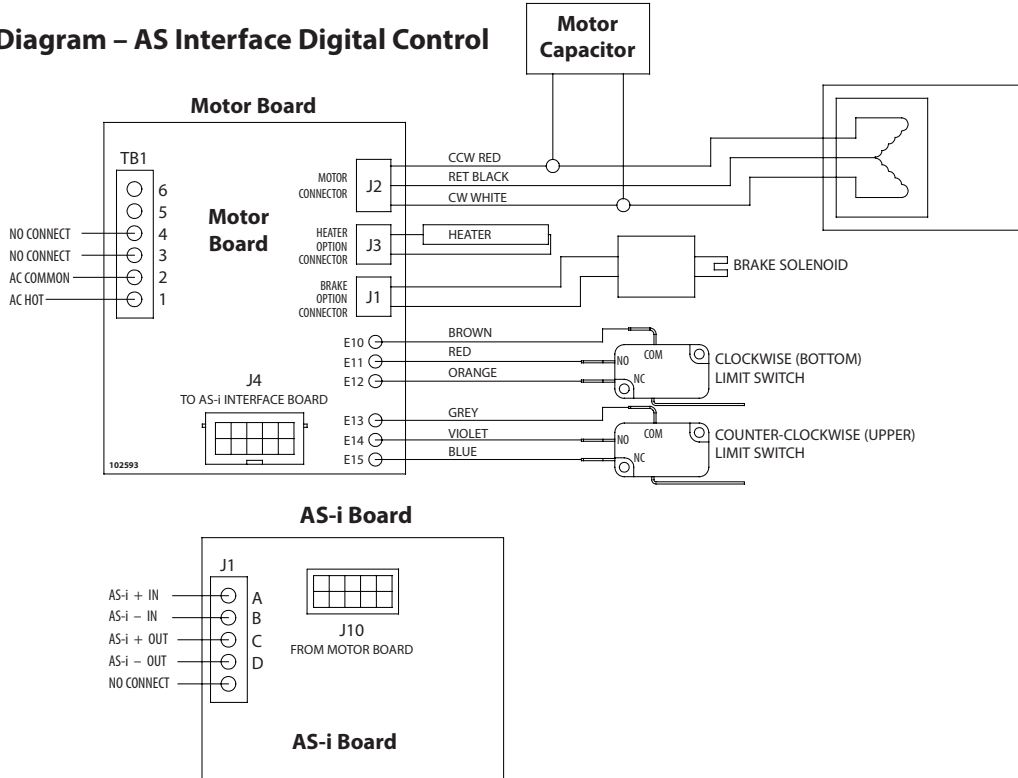 Diagram – AS Interface Digital Control
Motor
Capacitor
Motor Board
TB1
6
5
4
3
2
1
NO CONNECT
NO CONNECT
AC COMMON
AC HOT
Motor
Board
MOTOR
CONNECTOR
J2
CCW RED
RET BLACK
CW WHITE
HEATER
OPTION
CONNECTOR
J3
HEATER
BRAKE
OPTION
CONNECTOR
J1
BRAKE SOLENOID
E10
BROWN
E11
RED
E12
ORANGE
COM
NO
NC
CLOCKWISE (BOTTOM)
LIMIT SWITCH
J4
TO AS-i INTERFACE BOARD
E13
GREY
E14
VIOLET
E15
BLUE
COM
NO
NC
COUNTER-CLOCKWISE (UPPER)
LIMIT SWITCH
102593
AS-i Board
J1
AS-i + IN
A
AS-i – IN
B
AS-i + OUT
C
AS-i – OUT
D
NO CONNECT
J10
FROM MOTOR BOARD
AS-i Board